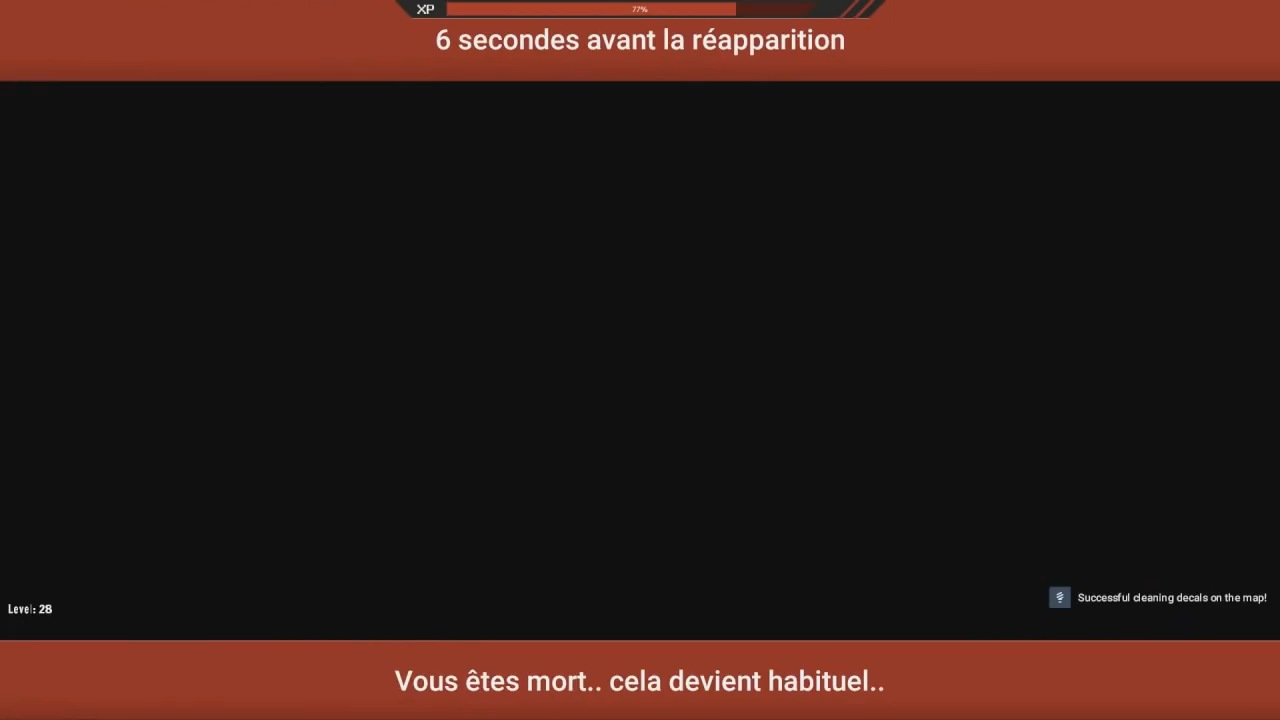 XP
77%
6 secondes avant la réapparition
Successful cleaning decals on the map!
Level: 28
Vous êtes mort.. cela devient habituel..